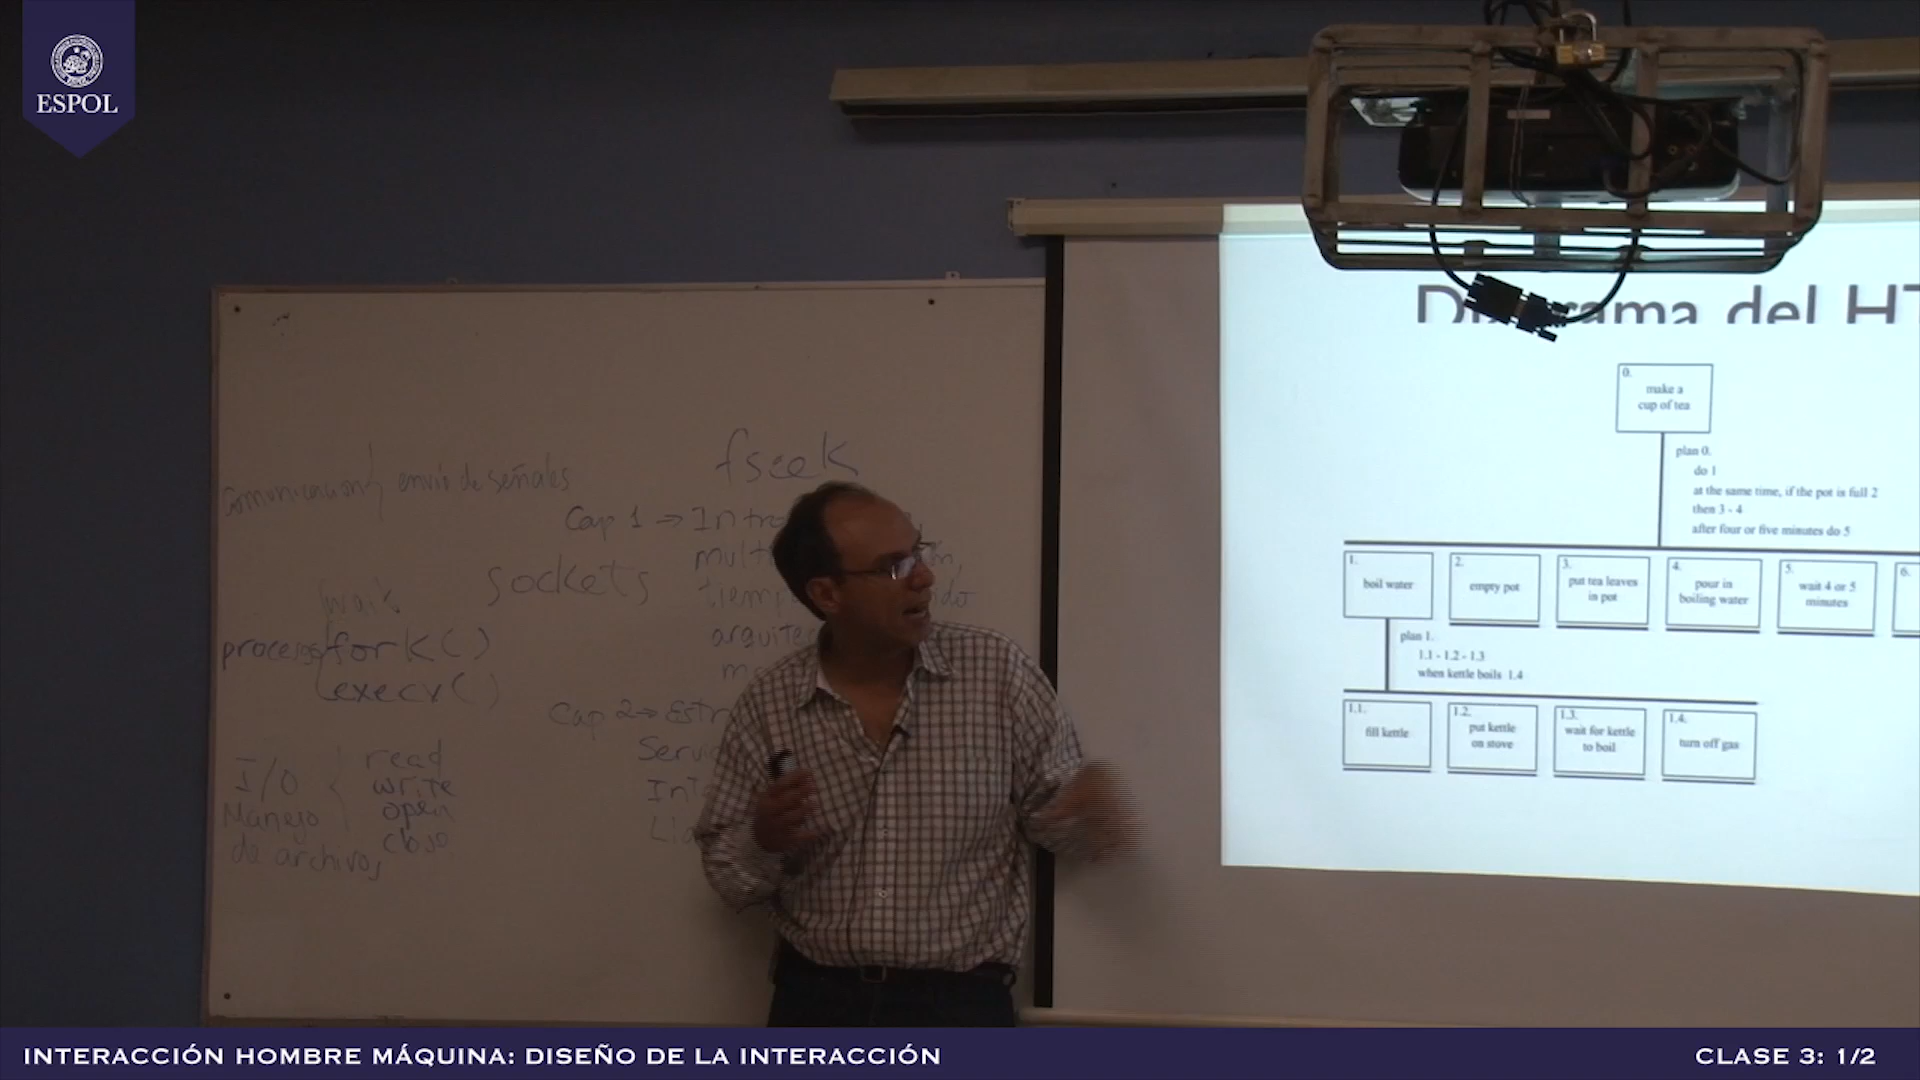 ESPOL
del
0.
make a
cup of tea
plan 0.
do 1
at the same time, if the pot is full 2
then 3 - 4
after four or five minutes do 5
1.
boil water
2.
empty pot
3.
put tea leaves
in pot
4.
pour in
boiling water
5.
wait 4 or 5
minutes
6.
plan 1.
1.1 - 1.2 - 1.3
when kettle boils 1.4
1.1.
fill kettle
1.2.
put kettle
on stove
1.3.
wait for kettle
to boil
1.4.
turn off gas
fseek
comunicacion } envio de señales
Cap 1 → Intro
sockets
wait
procesos fork()
execv()
Cap 2 →
I/O
Manejo
de archivos
read
write
open
close
INTERACCIÓN HOMBRE MÁQUINA: DISEÑO DE LA INTERACCIÓN
CLASE 3: 1/2